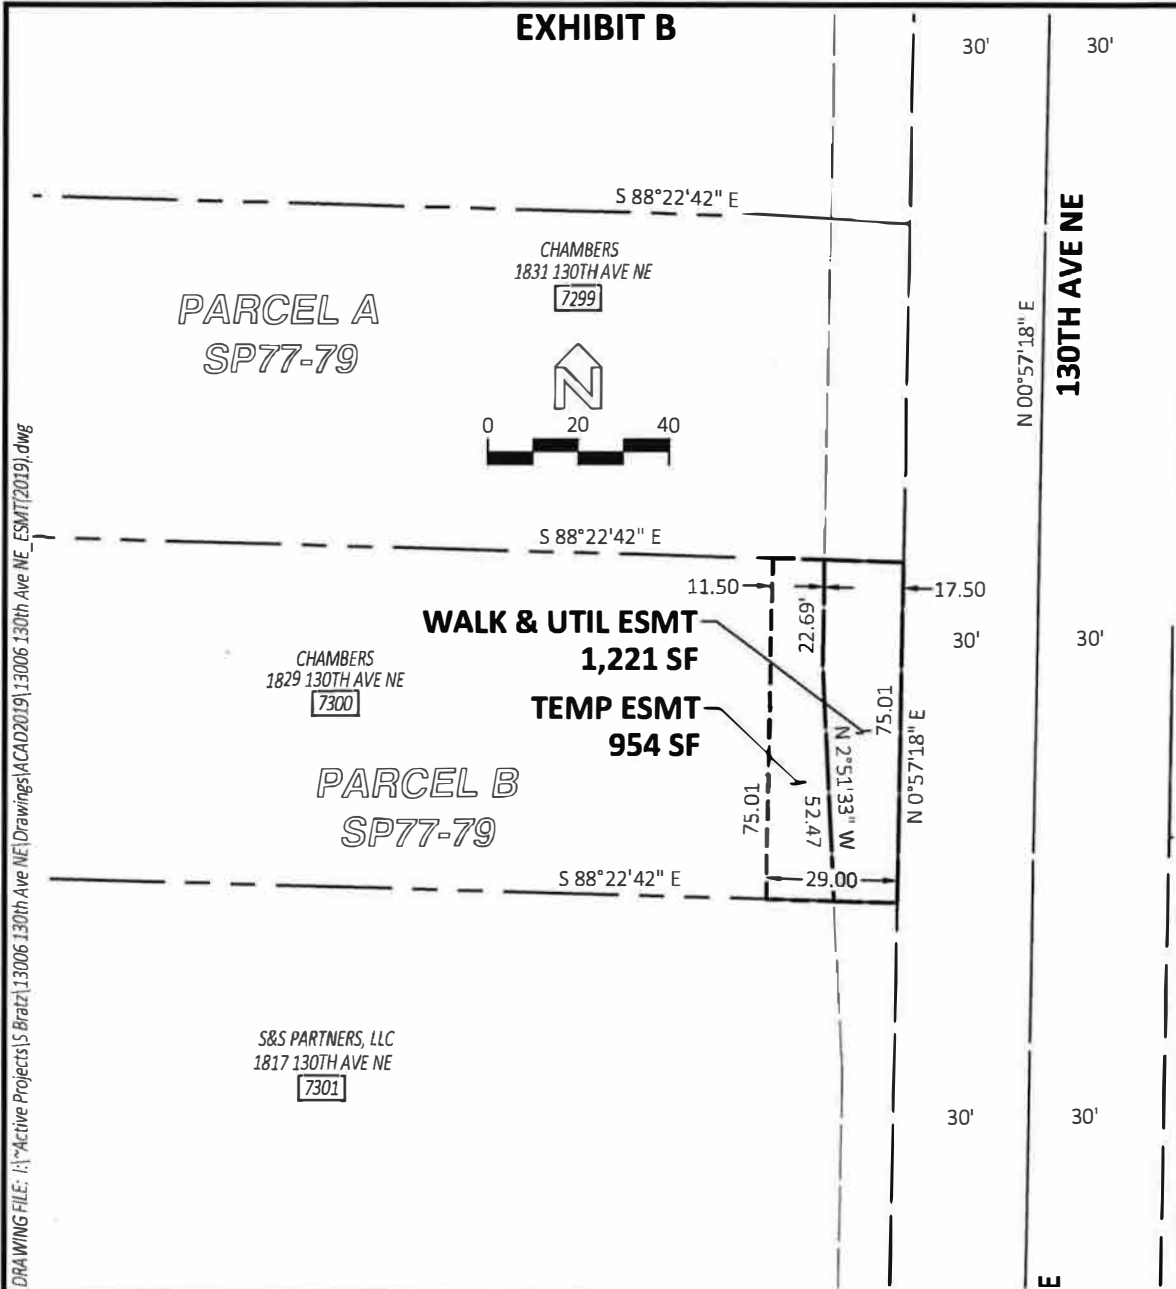 EXHIBIT B
30'
30'
S 88°22'42" E
CHAMBERS
1831 130TH AVE NE
7299
PARCEL A
SP77-79
N
0 20 40
N 00°57'18" E
130TH AVE NE
S 88°22'42" E
11.50
17.50
22.69'
WALK & UTIL ESMT
1,221 SF
30'
30'
CHAMBERS
1829 130TH AVE NE
7300
TEMP ESMT
954 SF
75.01
N 0°57'18" E
N 2°51'33" W
52.47
75.01
PARCEL B
SP77-79
S 88°22'42" E
29.00
S&S PARTNERS, LLC
1817 130TH AVE NE
7301
30'
30'
E
DRAWING FILE: I:\~Active Projects\S Bratz\13006 130th Ave NE\Drawings\ACAD2019\13006 130th Ave NE_ESMT(2019).dwg